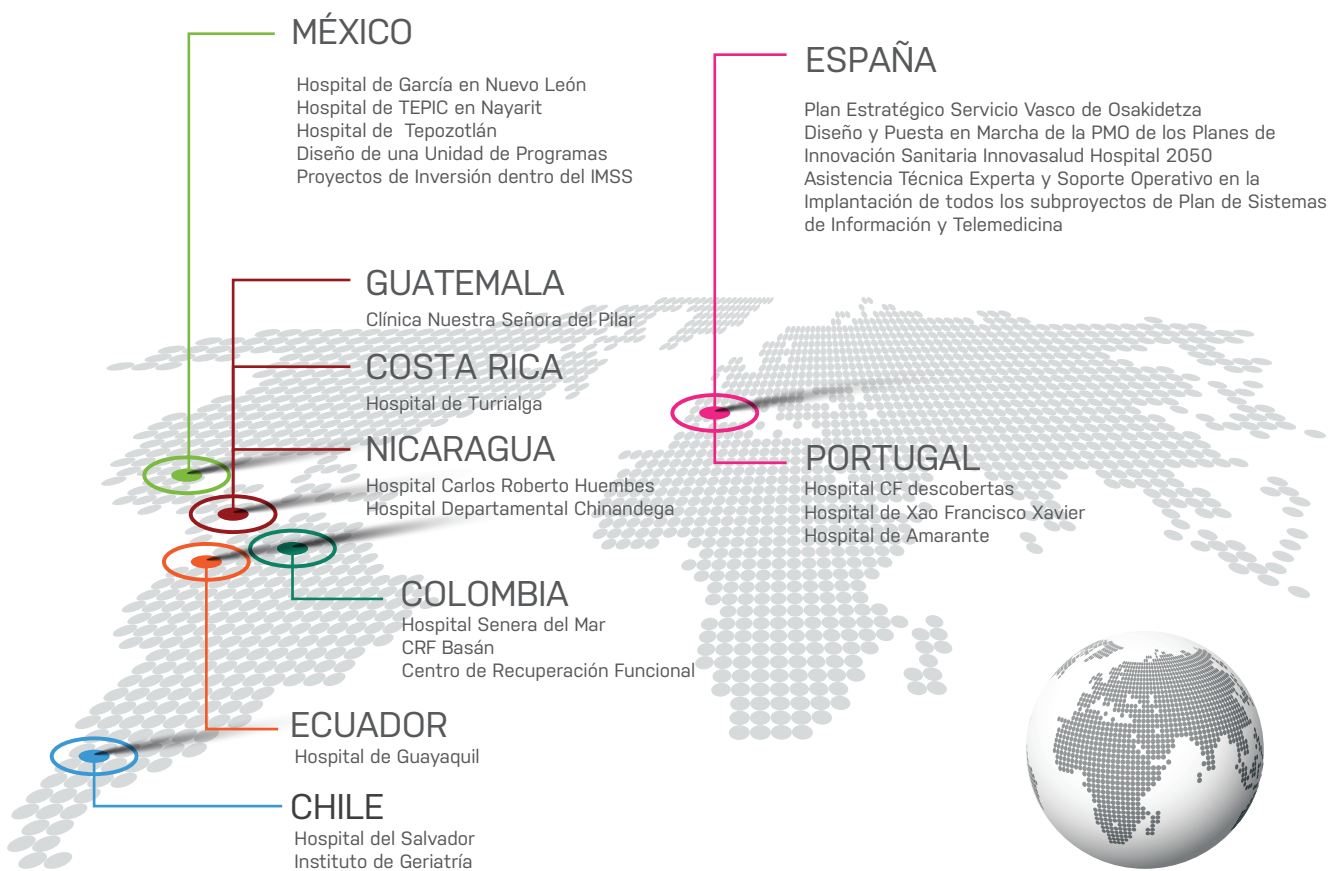 MÉXICO
Hospital de García en Nuevo León
Hospital de TEPIC en Nayarit
Hospital de Tepozotlán
Diseño de una Unidad de Programas
Proyectos de Inversión dentro del IMSS
ESPAÑA
Plan Estratégico Servicio Vasco de Osakidetza
Diseño y Puesta en Marcha de la PMO de los Planes de
Innovación Sanitaria Innovasalud Hospital 2050
Asistencia Técnica Experta y Soporte Operativo en la
Implantación de todos los subproyectos de Plan de Sistemas
de Información y Telemedicina
GUATEMALA
Clínica Nuestra Señora del Pilar
COSTA RICA
Hospital de Turrialga
NICARAGUA
Hospital Carlos Roberto Huembes
Hospital Departamental Chinandega
PORTUGAL
Hospital CF descobertas
Hospital de Xao Francisco Xavier
Hospital de Amarante
COLOMBIA
Hospital Senera del Mar
CRF Basán
Centro de Recuperación Funcional
ECUADOR
Hospital de Guayaquil
CHILE
Hospital del Salvador
Instituto de Geriatría